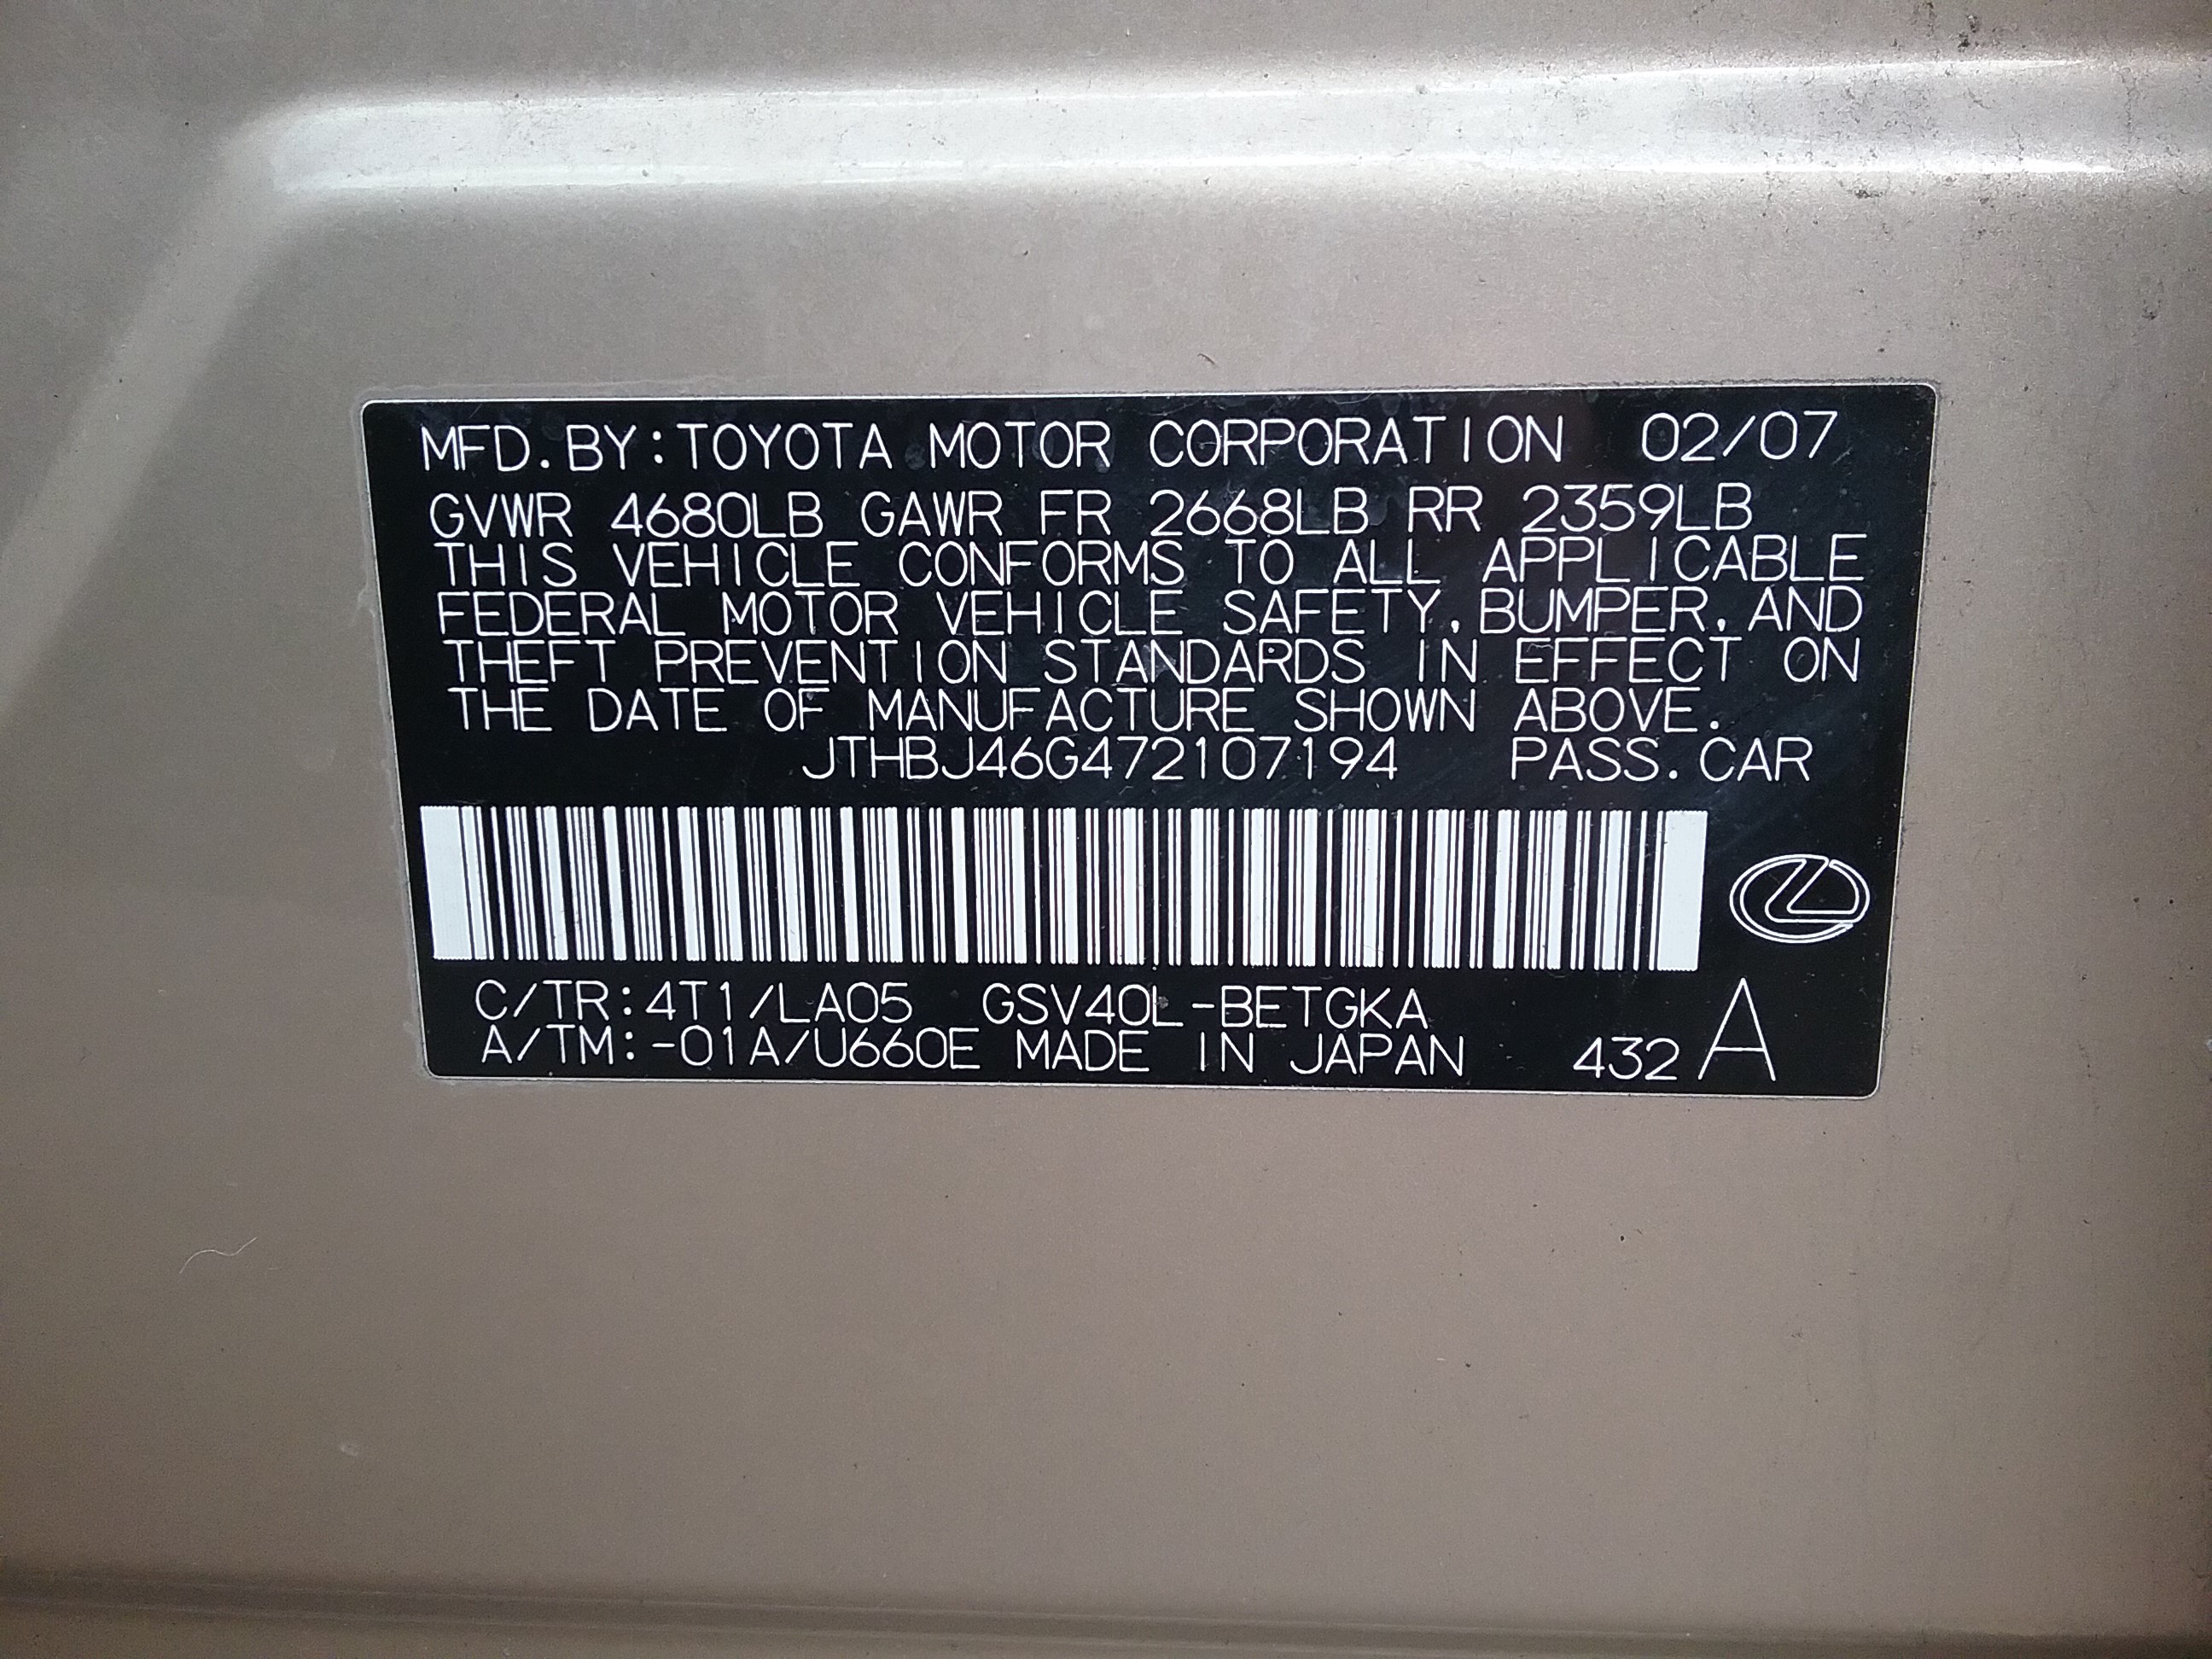 MFD.BY:TOYOTA MOTOR CORPORATION 02/07
GVWR 4680LB GAWR FR 2668LB RR 2359LB
THIS VEHICLE CONFORMS TO ALL APPLICABLE
FEDERAL MOTOR VEHICLE SAFETY,BUMPER,AND
THEFT PREVENTION STANDARDS IN EFFECT ON
THE DATE OF MANUFACTURE SHOWN ABOVE.
JTHBJ46G472107194 PASS.CAR
C/TR:4T1/LA05 GSV40L-BETGKA
A/TM:-01A/U660E MADE IN JAPAN 432 A